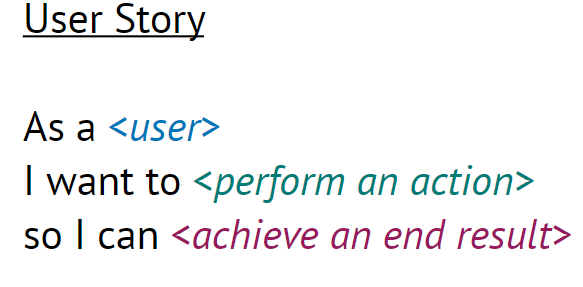 User Story
As a <user>
I want to <perform an action>
so I can <achieve an end result>